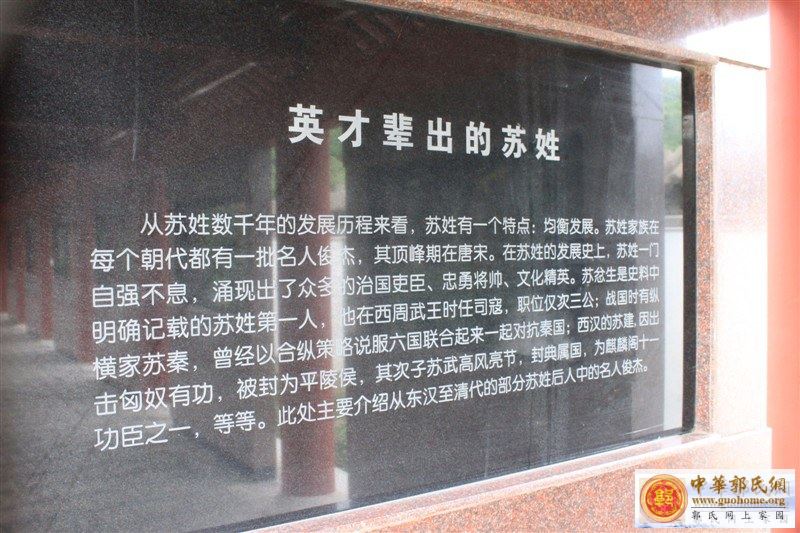 英才辈出的苏姓
从苏姓数千年的发展历程来看，苏姓有一个特点：均衡发展。苏姓家族在
每个朝代都有一批名人俊杰，其顶峰期在唐宋。在苏姓的发展史上，苏姓一门
自强不息，涌现出了众多的治国吏臣、忠勇将帅、文化精英。苏忿生是史料中
明确记载的苏姓第一人，他在西周武王时任司寇，职位仅次三公；战国时有纵
横家苏秦，曾经以合纵策略说服六国联合起来一起对抗秦国；西汉的苏建，因出
击匈奴有功，被封为平陵侯，其次子苏武高风亮节，封典属国，为麒麟阁十一
功臣之一，等等。此处主要介绍从东汉至清代的部分苏姓后人中的名人俊杰。
中華郭氏網
www.guohome.org
郭氏网上家园